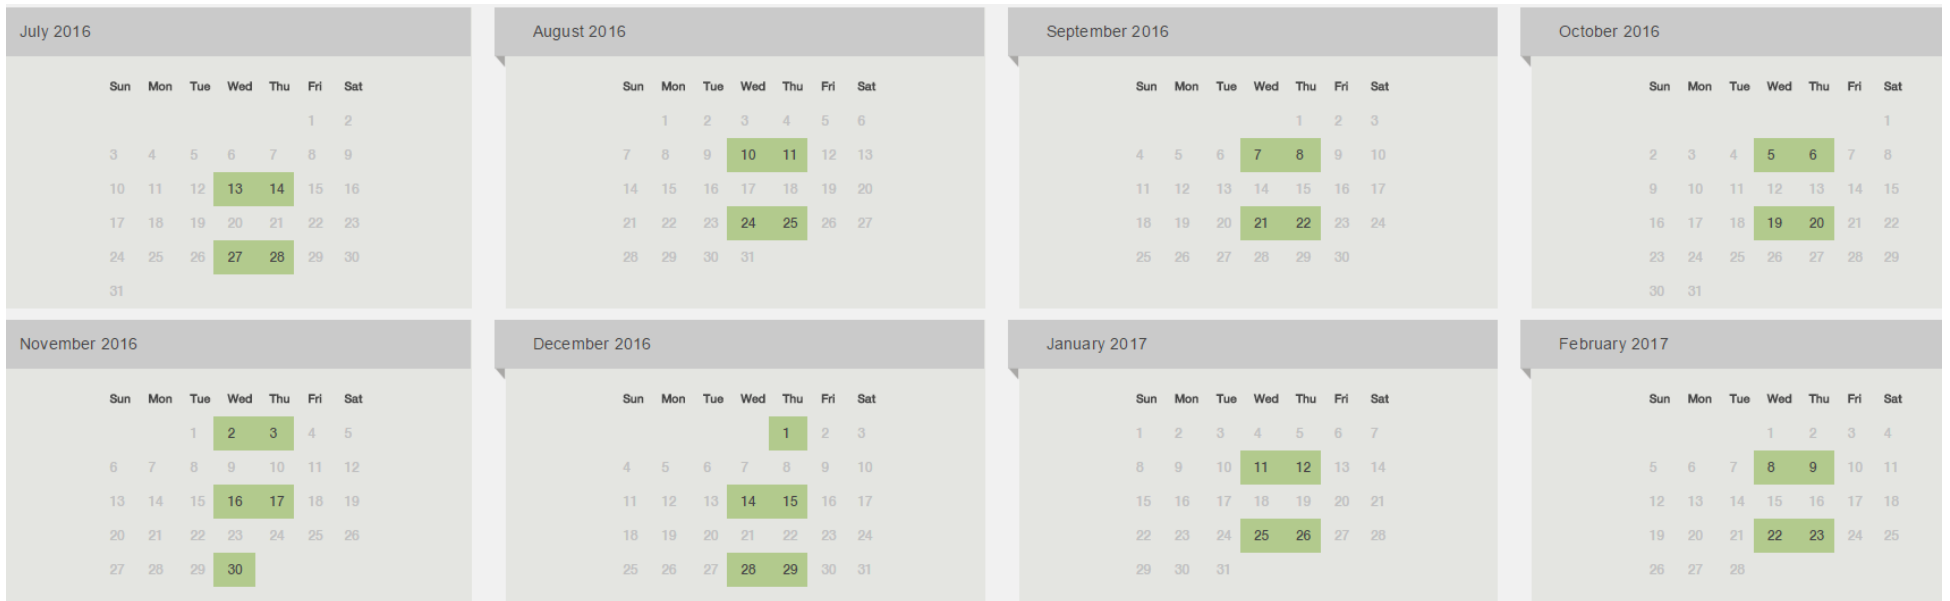 July 2016
Sun Mon Tue Wed Thu Fri Sat
1 2
3 4 5 6 7 8 9
10 11 12 13 14 15 16
17 18 19 20 21 22 23
24 25 26 27 28 29 30
31
August 2016
Sun Mon Tue Wed Thu Fri Sat
1 2 3 4 5 6
7 8 9 10 11 12 13
14 15 16 17 18 19 20
21 22 23 24 25 26 27
28 29 30 31
September 2016
Sun Mon Tue Wed Thu Fri Sat
1 2 3
4 5 6 7 8 9 10
11 12 13 14 15 16 17
18 19 20 21 22 23 24
25 26 27 28 29 30
October 2016
Sun Mon Tue Wed Thu Fri Sat
1
2 3 4 5 6 7 8
9 10 11 12 13 14 15
16 17 18 19 20 21 22
23 24 25 26 27 28 29
30 31
November 2016
Sun Mon Tue Wed Thu Fri Sat
1 2 3 4 5
6 7 8 9 10 11 12
13 14 15 16 17 18 19
20 21 22 23 24 25 26
27 28 29 30
December 2016
Sun Mon Tue Wed Thu Fri Sat
1 2 3
4 5 6 7 8 9 10
11 12 13 14 15 16 17
18 19 20 21 22 23 24
25 26 27 28 29 30 31
January 2017
Sun Mon Tue Wed Thu Fri Sat
1 2 3 4 5 6 7
8 9 10 11 12 13 14
15 16 17 18 19 20 21
22 23 24 25 26 27 28
29 30 31
February 2017
Sun Mon Tue Wed Thu Fri Sat
1 2 3 4
5 6 7 8 9 10 11
12 13 14 15 16 17 18
19 20 21 22 23 24 25
26 27 28